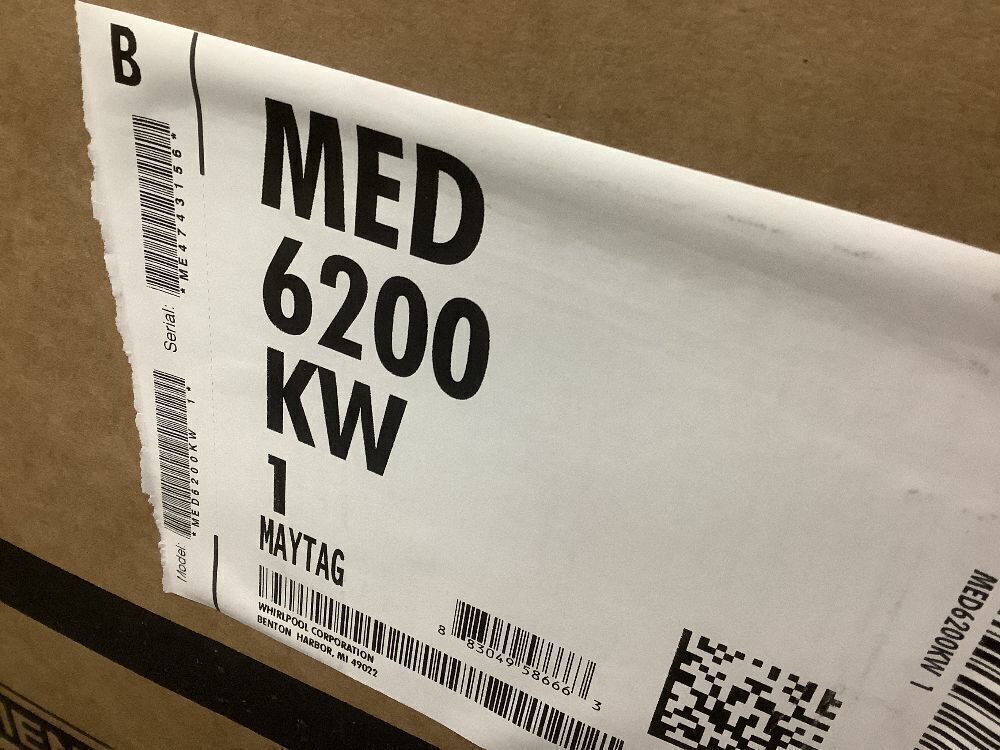 B
MED
6200
KW
1
MAYTAG
WHIRLPOOL CORPORATION
BENTON HARBOR, MI 49022
8 83049 58666 3
Serial:
*ME4743156*
Model:
*MED6200KW 1*
MED6200KW 1